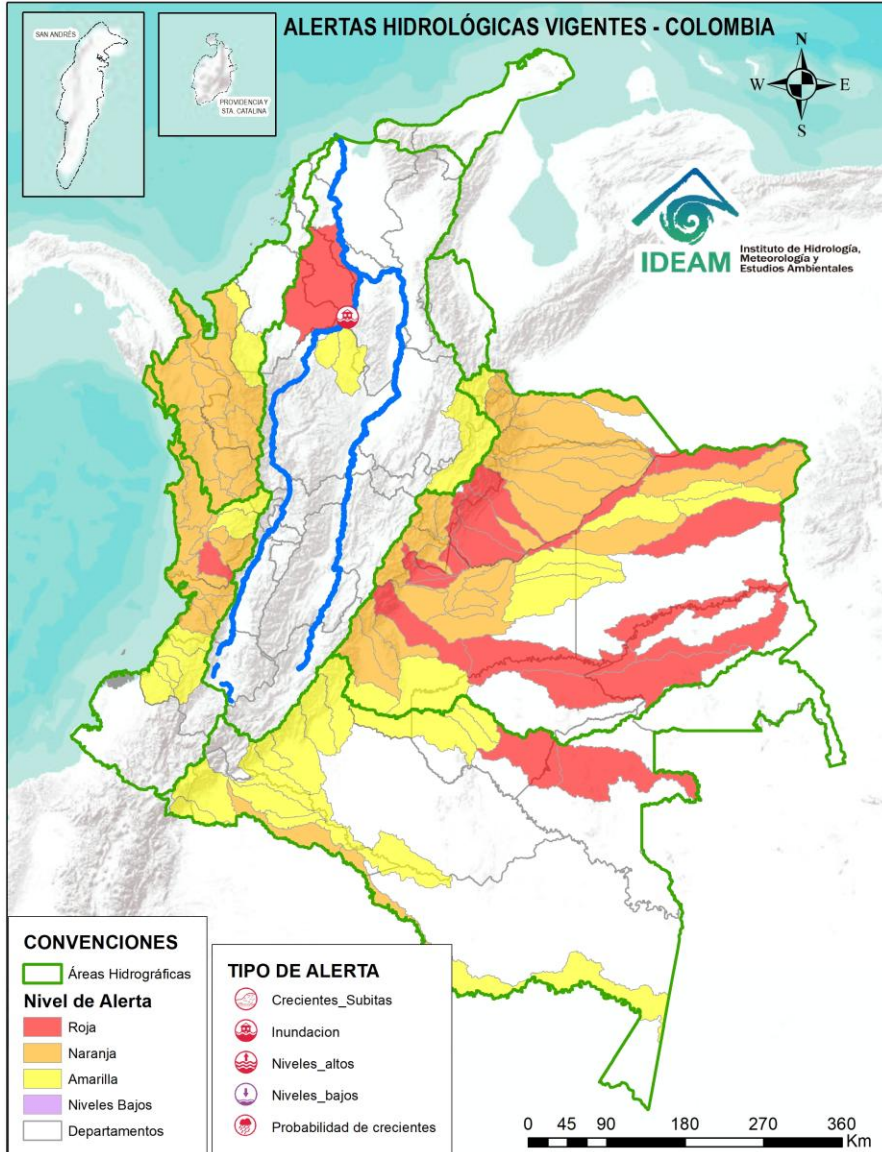 ALERTAS HIDROLÓGICAS VIGENTES - COLOMBIA
SAN ANDRÉS
PROVIDENCIA Y
STA. CATALINA
N
W
E
S
IDEAM
Instituto de Hidrología,
Meteorología y
Estudios Ambientales
CONVENCIONES
Áreas Hidrográficas
Nivel de Alerta
Roja
Naranja
Amarilla
Niveles Bajos
Departamentos
TIPO DE ALERTA
Crecientes_Subitas
Inundacion
Niveles_altos
Niveles_bajos
Probabilidad de crecientes
0 45 90 180 270 360
Km